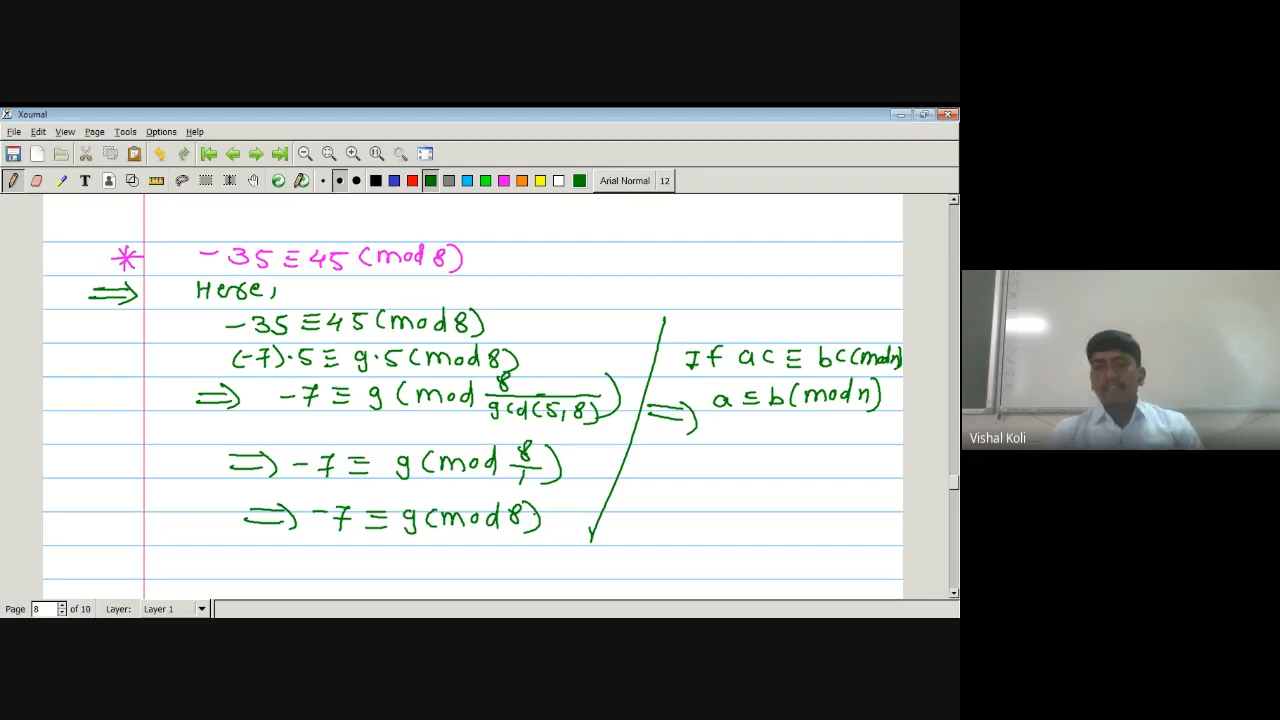 Xournal
File Edit View Page Tools Options Help
Arial Normal 12
* -35 ≡ 45 (mod 8)
⟹ Here,
-35 ≡ 45 (mod 8)
(-7)·5 ≡ 9·5 (mod 8)
⟹ -7 ≡ 9 (mod 8/gcd(5,8))
⟹ -7 ≡ 9 (mod 8/1)
⟹ -7 ≡ 9 (mod 8)
If ac ≡ bc (mod n)
⟹ a ≡ b (mod n)
Vishal Koli
Page 8 of 10 Layer: Layer 1